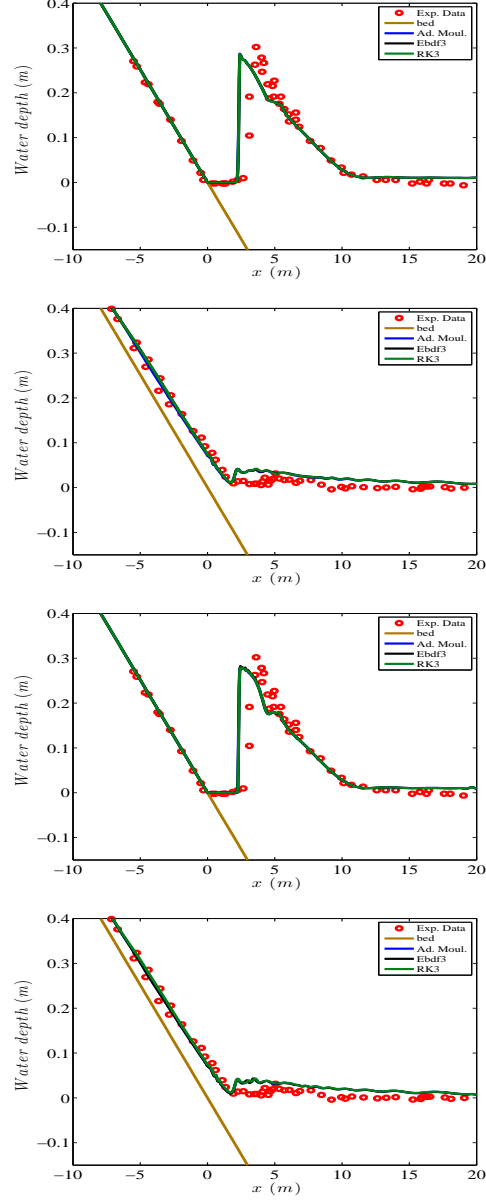 0.4
0.3
0.2
0.1
0
−0.1
Water depth (m)
−10 −5 0 5 10 15 20
x (m)
Exp. Data
bed
Ad. Moul.
Ebdf3
RK3
0.4
0.3
0.2
0.1
0
−0.1
Water depth (m)
−10 −5 0 5 10 15 20
x (m)
Exp. Data
bed
Ad. Moul.
Ebdf3
RK3
0.4
0.3
0.2
0.1
0
−0.1
Water depth (m)
−10 −5 0 5 10 15 20
x (m)
Exp. Data
bed
Ad. Moul.
Ebdf3
RK3
0.4
0.3
0.2
0.1
0
−0.1
Water depth (m)
−10 −5 0 5 10 15 20
x (m)
Exp. Data
bed
Ad. Moul.
Ebdf3
RK3